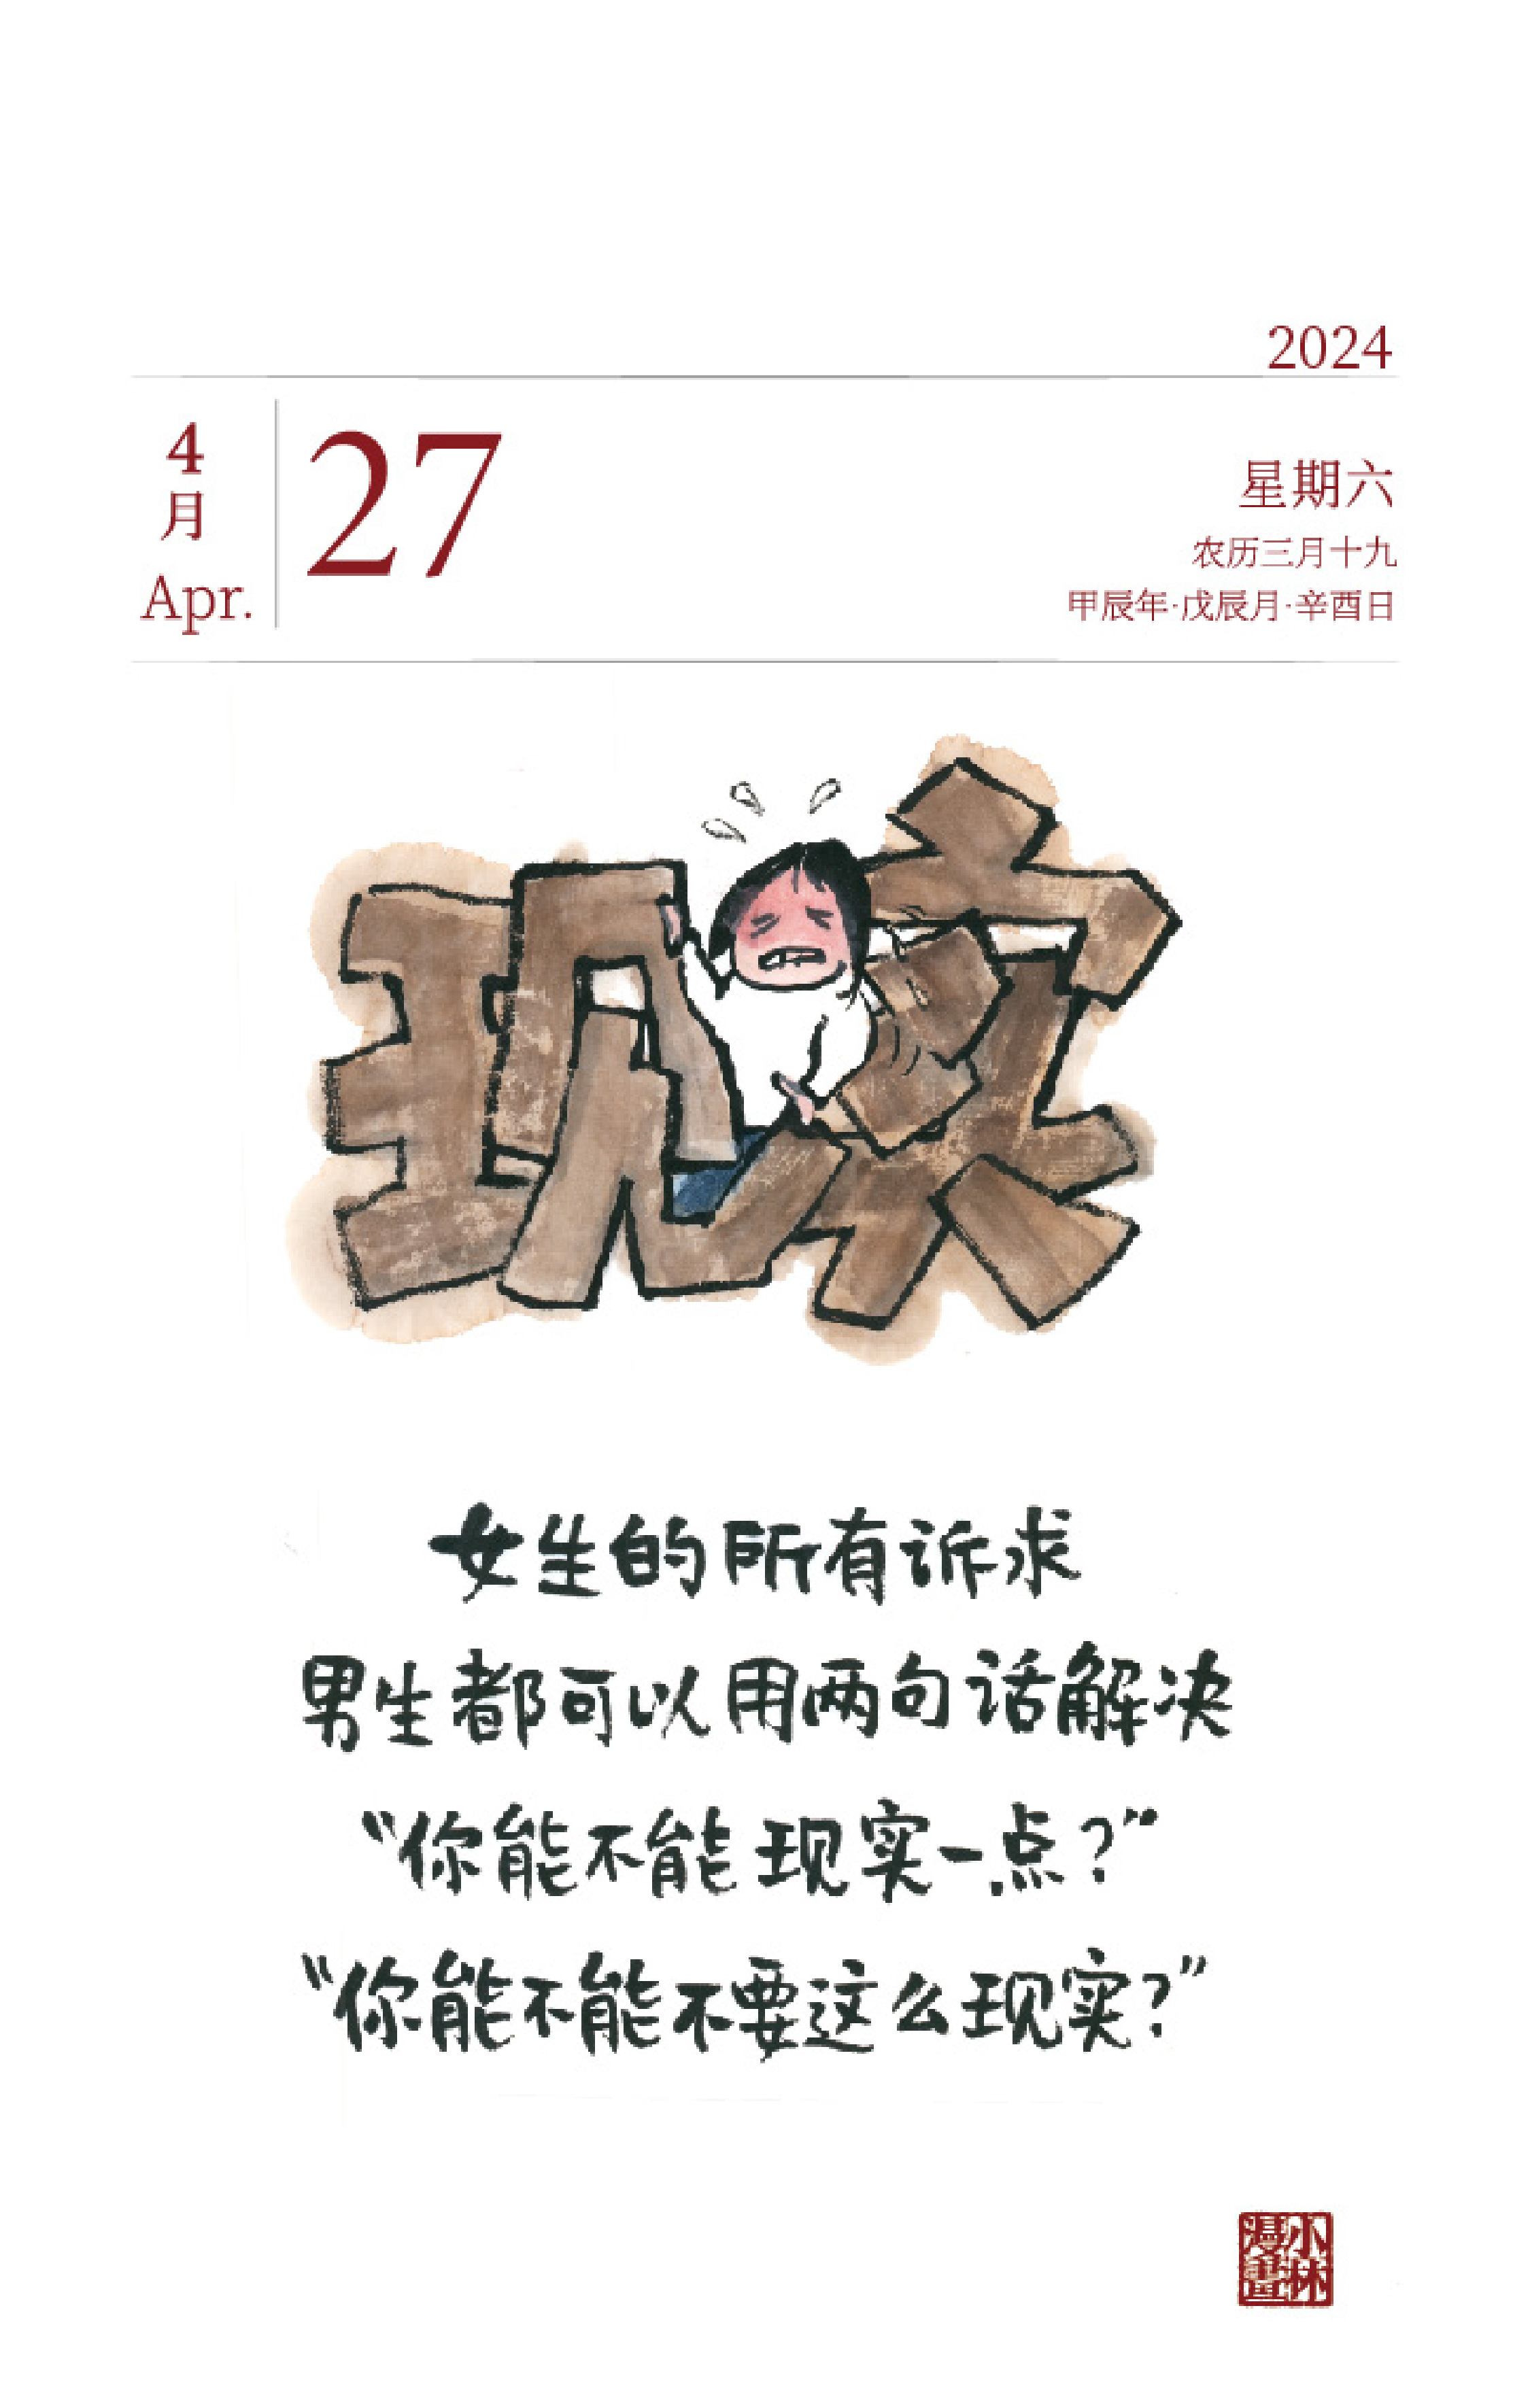 2024
4
月
Apr.
27
星期六
农历三月十九
甲辰年·戊辰月·辛酉日
现实
女生的所有诉求
男生都可以用两句话解决
“你能不能现实一点？”
“你能不能不要这么现实？”
小林
漫畫